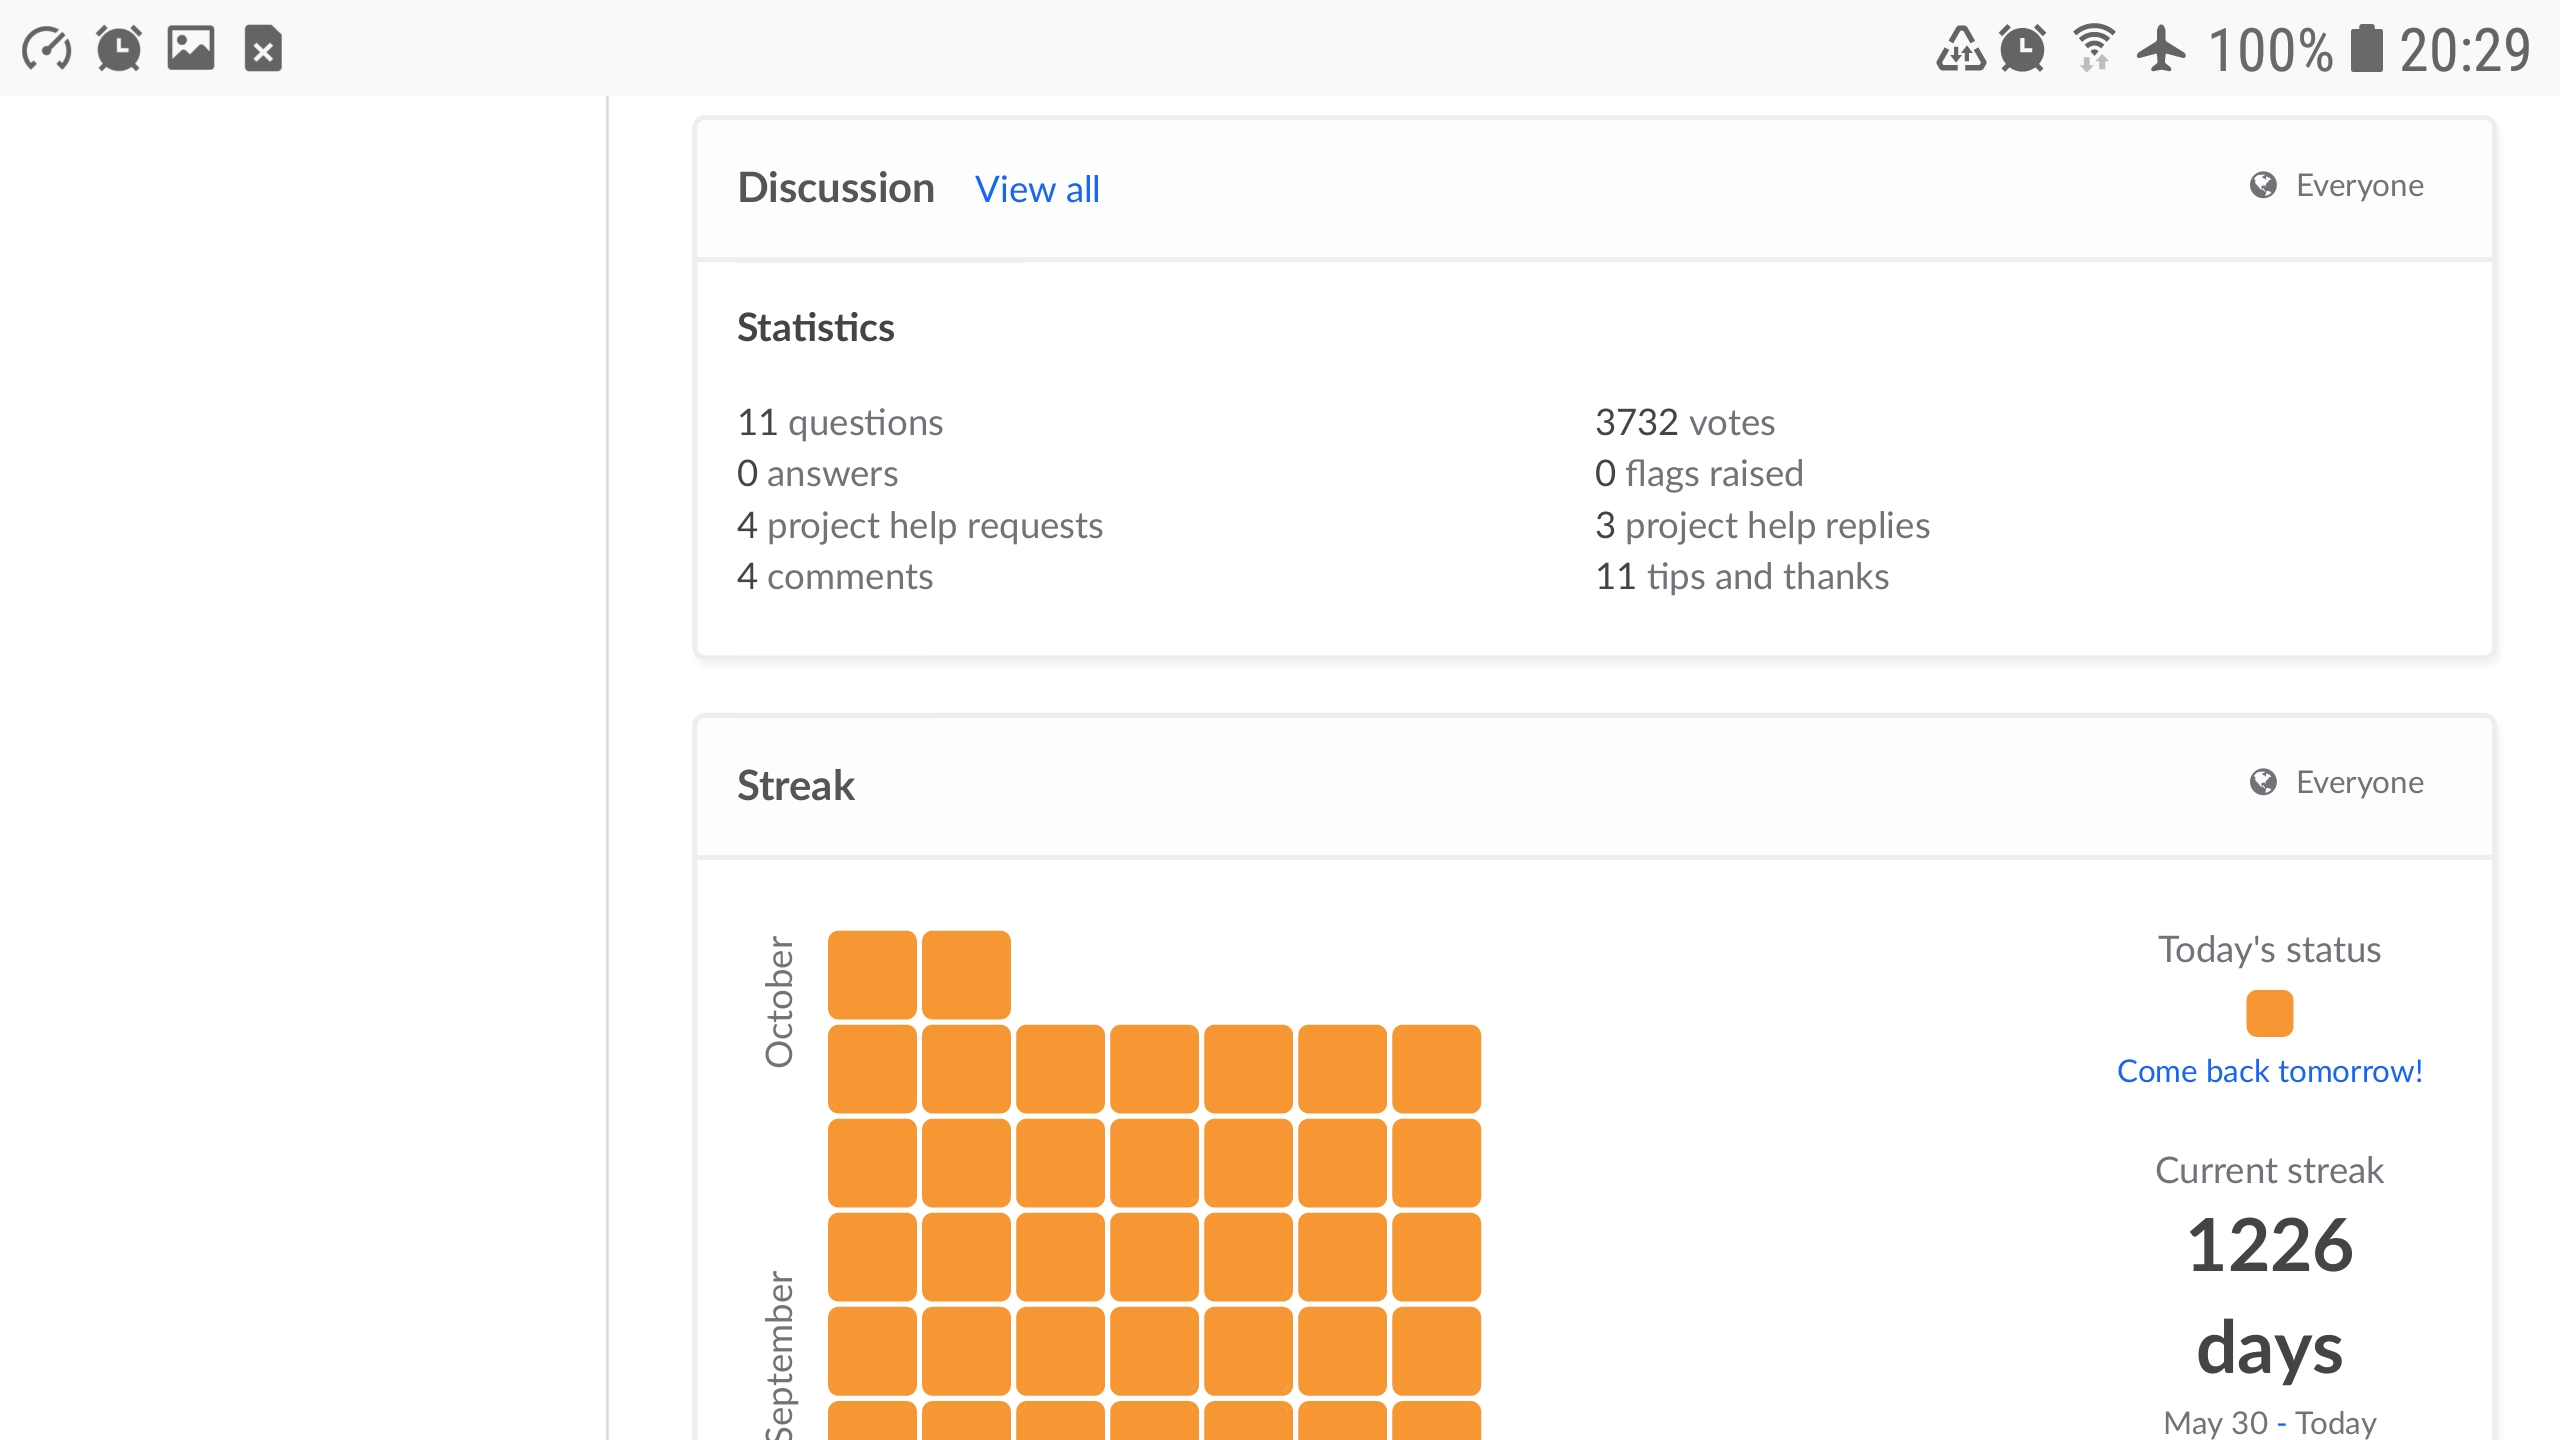 100% 20:29
Discussion View all Everyone
Statistics
11 questions
0 answers
4 project help requests
4 comments
3732 votes
0 flags raised
3 project help replies
11 tips and thanks
Streak Everyone
October
September
Today's status
Come back tomorrow!
Current streak
1226
days
May 30 - Today